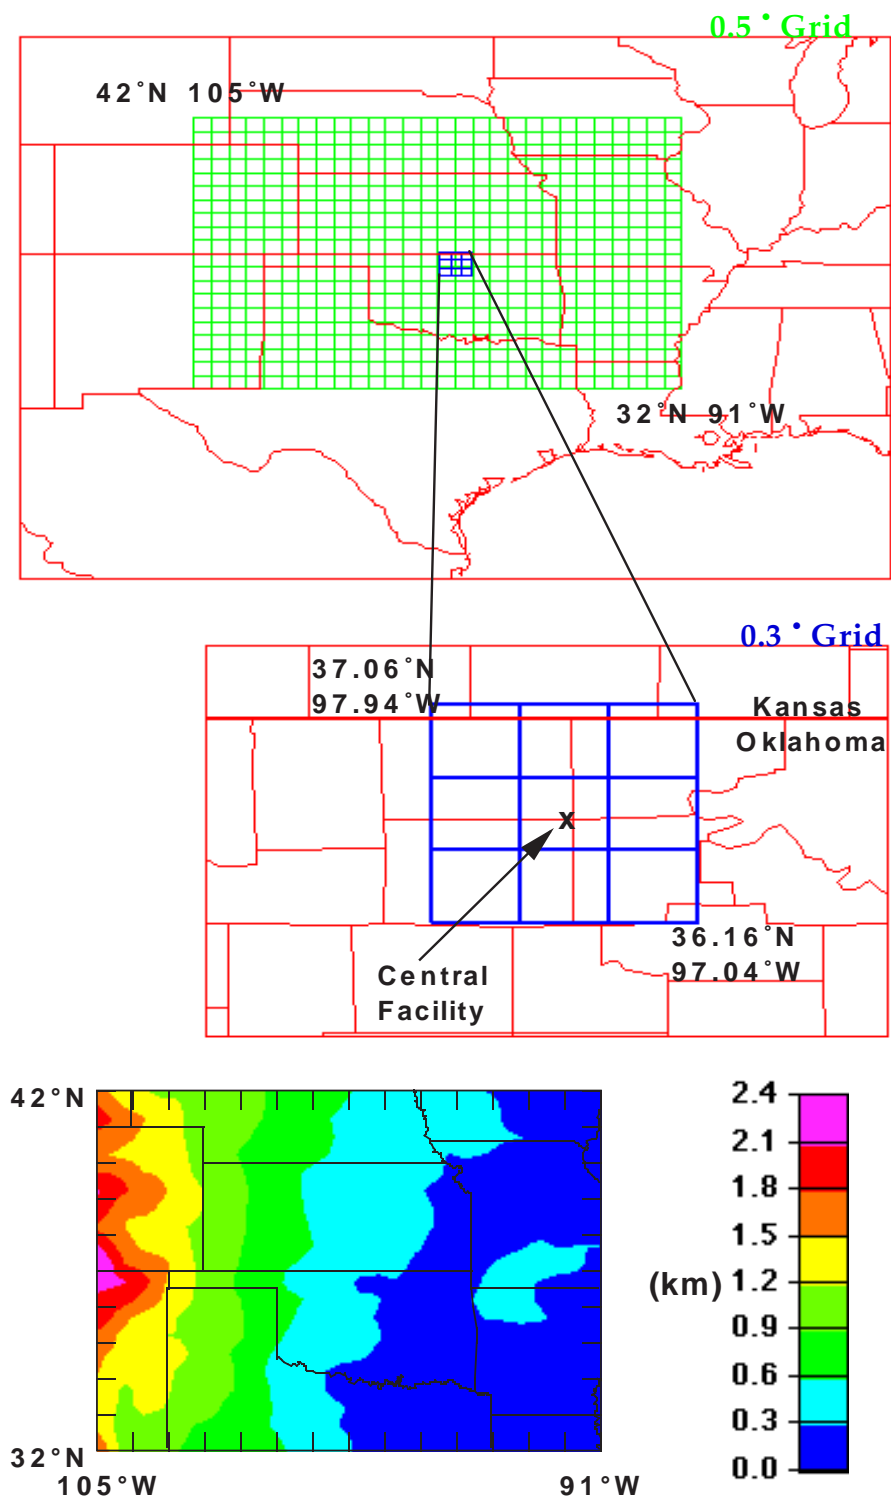 0.5 ° Grid
42°N 105°W
32°N 91°W
0.3 ° Grid
37.06°N
97.94°W
Kansas
Oklahoma
x
36.16°N
97.04°W
Central
Facility
42°N
32°N
105°W
91°W
(km)
2.4
2.1
1.8
1.5
1.2
0.9
0.6
0.3
0.0